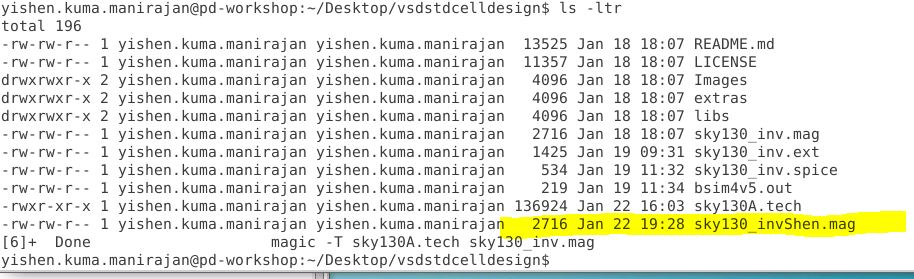 yishen.kuma.manirajan@pd-workshop:~/Desktop/vsdstdcelldesign$ ls -ltr
total 196
-rw-rw-r-- 1 yishen.kuma.manirajan yishen.kuma.manirajan  13525 Jan 18 18:07 README.md
-rw-rw-r-- 1 yishen.kuma.manirajan yishen.kuma.manirajan  11357 Jan 18 18:07 LICENSE
drwxrwxr-x 2 yishen.kuma.manirajan yishen.kuma.manirajan   4096 Jan 18 18:07 Images
drwxrwxr-x 2 yishen.kuma.manirajan yishen.kuma.manirajan   4096 Jan 18 18:07 extras
drwxrwxr-x 2 yishen.kuma.manirajan yishen.kuma.manirajan   4096 Jan 18 18:07 libs
-rw-rw-r-- 1 yishen.kuma.manirajan yishen.kuma.manirajan   2716 Jan 18 18:07 sky130_inv.mag
-rw-rw-r-- 1 yishen.kuma.manirajan yishen.kuma.manirajan   1425 Jan 19 09:31 sky130_inv.ext
-rw-rw-r-- 1 yishen.kuma.manirajan yishen.kuma.manirajan    534 Jan 19 11:32 sky130_inv.spice
-rw-rw-r-- 1 yishen.kuma.manirajan yishen.kuma.manirajan    219 Jan 19 11:34 bsim4v5.out
-rwxr-xr-x 1 yishen.kuma.manirajan yishen.kuma.manirajan 136924 Jan 22 16:03 sky130A.tech
-rw-rw-r-- 1 yishen.kuma.manirajan yishen.kuma.manirajan   2716 Jan 22 19:28 sky130_invShen.mag
[6]+  Done                    magic -T sky130A.tech sky130_inv.mag
yishen.kuma.manirajan@pd-workshop:~/Desktop/vsdstdcelldesign$